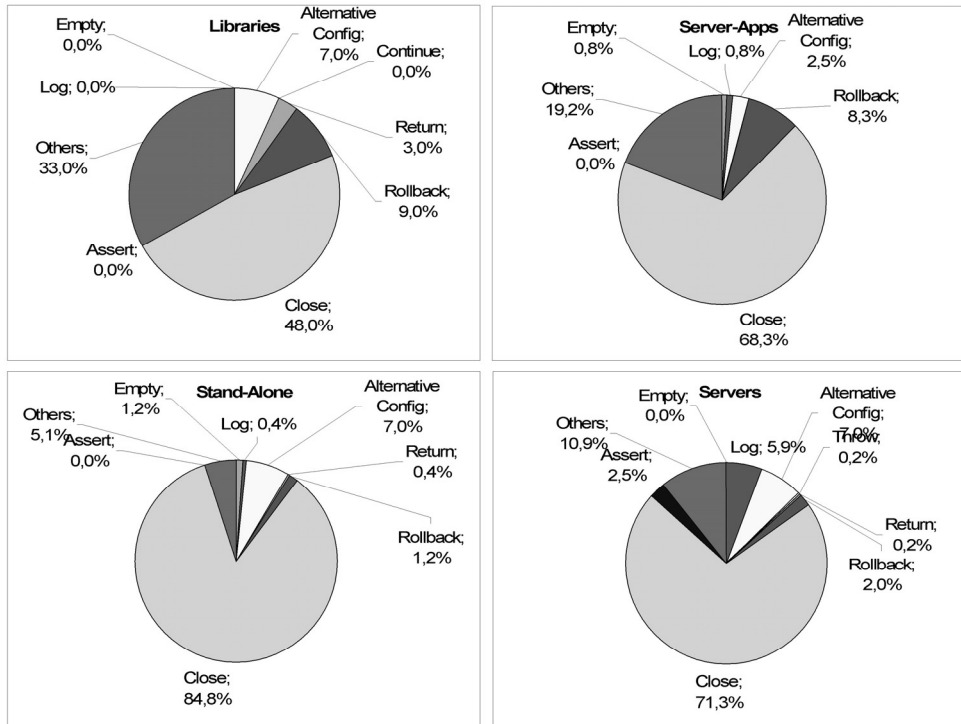 Libraries
Empty;
0,0%
Alternative
Config;
7,0%
Continue;
0,0%
Log; 0,0%
Return;
3,0%
Others;
33,0%
Rollback;
9,0%
Assert;
0,0%
Close;
48,0%
Server-Apps
Empty;
0,8%
Log; 0,8%
Alternative
Config;
2,5%
Others;
19,2%
Rollback;
8,3%
Assert;
0,0%
Close;
68,3%
Stand-Alone
Empty;
1,2%
Alternative
Config;
7,0%
Others;
5,1%
Log; 0,4%
Assert;
0,0%
Return;
0,4%
Rollback;
1,2%
Close;
84,8%
Servers
Empty;
0,0%
Alternative
Config;
7,0%
Others;
10,9%
Log; 5,9%
Throw;
0,2%
Assert;
2,5%
Return;
0,2%
Rollback;
2,0%
Close;
71,3%